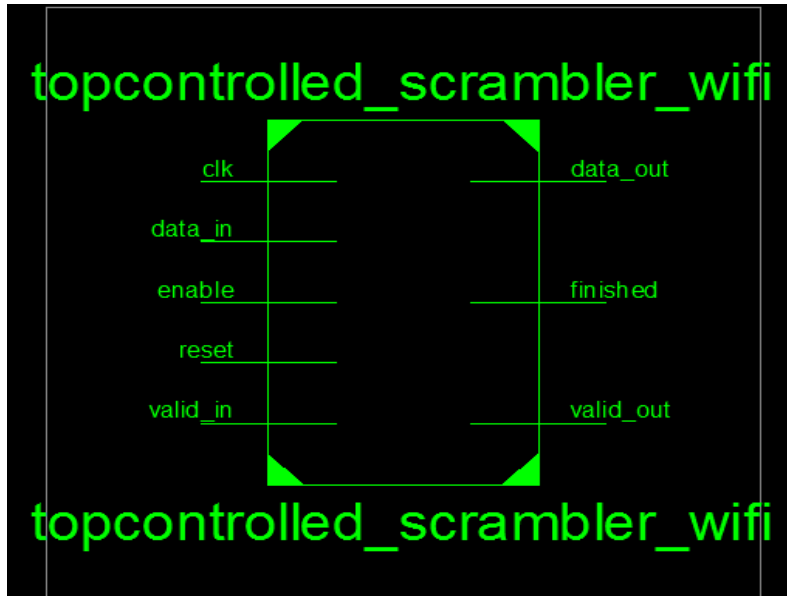 topcontrolled_scrambler_wifi
clk data_out
data_in
enable finished
reset
valid_in valid_out
topcontrolled_scrambler_wifi